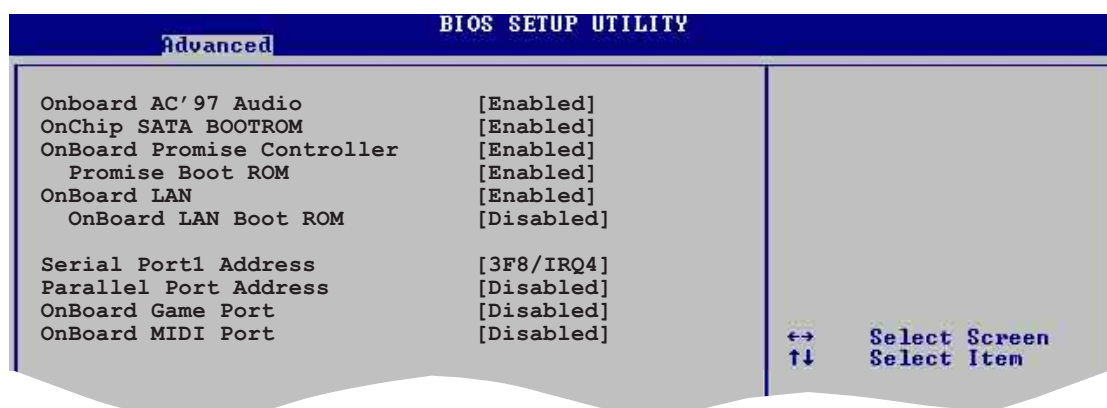 BIOS SETUP UTILITY
Advanced
Onboard AC'97 Audio [Enabled]
OnChip SATA BOOTROM [Enabled]
OnBoard Promise Controller [Enabled]
Promise Boot ROM [Enabled]
OnBoard LAN [Enabled]
OnBoard LAN Boot ROM [Disabled]
Serial Port1 Address [3F8/IRQ4]
Parallel Port Address [Disabled]
OnBoard Game Port [Disabled]
OnBoard MIDI Port [Disabled]
←→ Select Screen
↑↓ Select Item